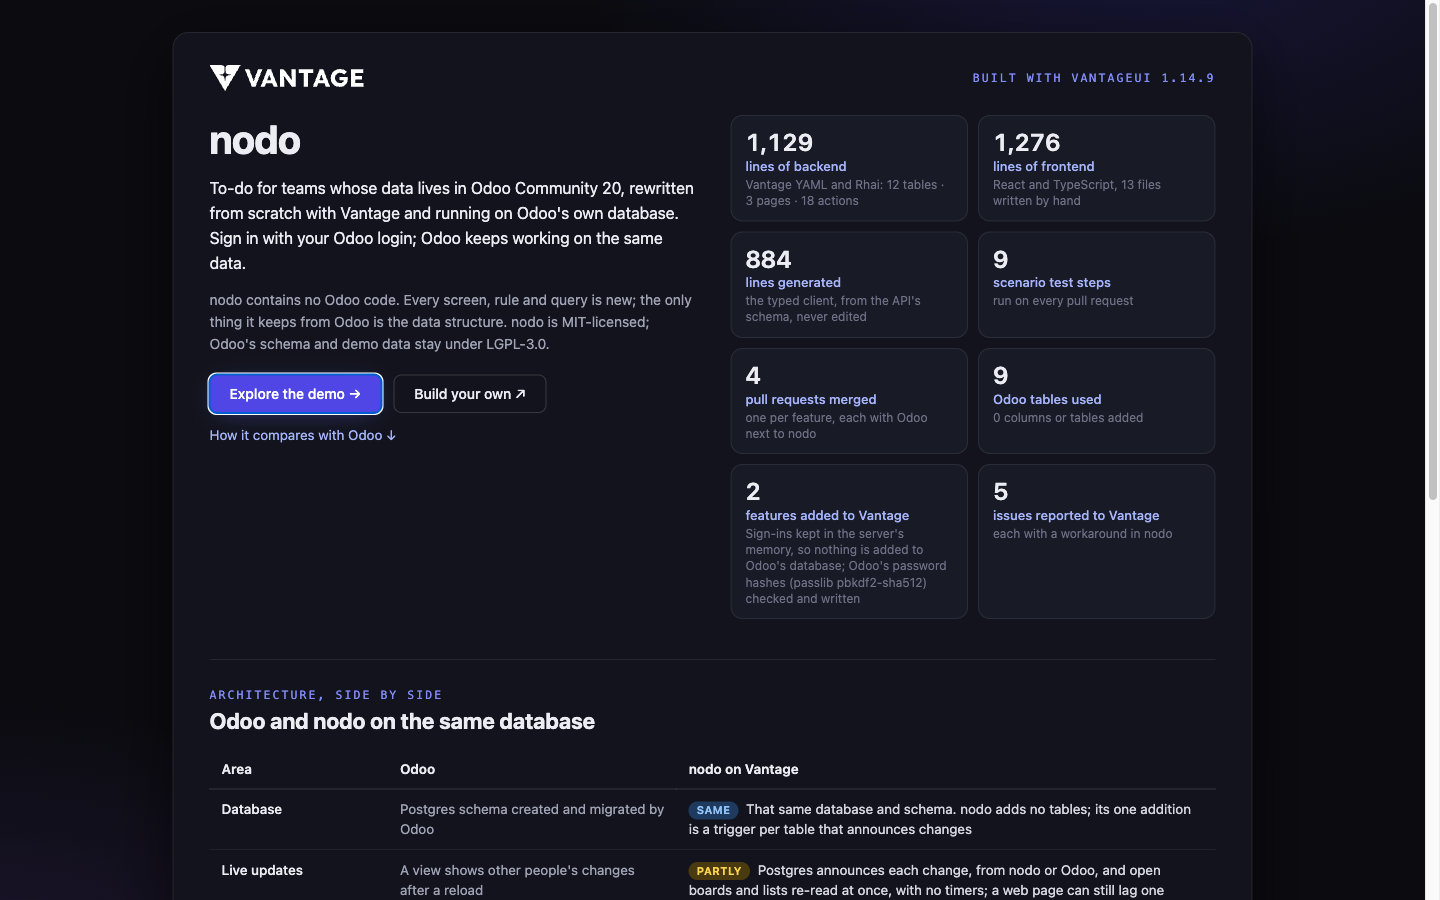 VANTAGE
BUILT WITH VANTAGEUI 1.14.9
nodo
To-do for teams whose data lives in Odoo Community 20, rewritten
from scratch with Vantage and running on Odoo's own database.
Sign in with your Odoo login; Odoo keeps working on the same
data.
nodo contains no Odoo code. Every screen, rule and query is new; the only
thing it keeps from Odoo is the data structure. nodo is MIT-licensed;
Odoo's schema and demo data stay under LGPL-3.0.
Explore the demo →
Build your own ↗
How it compares with Odoo ↓
1,129
lines of backend
Vantage YAML and Rhai: 12 tables ·
3 pages · 18 actions
1,276
lines of frontend
React and TypeScript, 13 files
written by hand
884
lines generated
the typed client, from the API's
schema, never edited
9
scenario test steps
run on every pull request
4
pull requests merged
one per feature, each with Odoo
next to nodo
9
Odoo tables used
0 columns or tables added
2
features added to Vantage
Sign-ins kept in the server's
memory, so nothing is added to
Odoo's database; Odoo's password
hashes (passlib pbkdf2-sha512)
checked and written
5
issues reported to Vantage
each with a workaround in nodo
ARCHITECTURE, SIDE BY SIDE
Odoo and nodo on the same database
Area
Odoo
nodo on Vantage
Database
Postgres schema created and migrated by
Odoo
SAME That same database and schema. nodo adds no tables; its one addition
is a trigger per table that announces changes
Live updates
A view shows other people's changes
after a reload
PARTLY Postgres announces each change, from nodo or Odoo, and open
boards and lists re-read at once, with no timers; a web page can still lag one